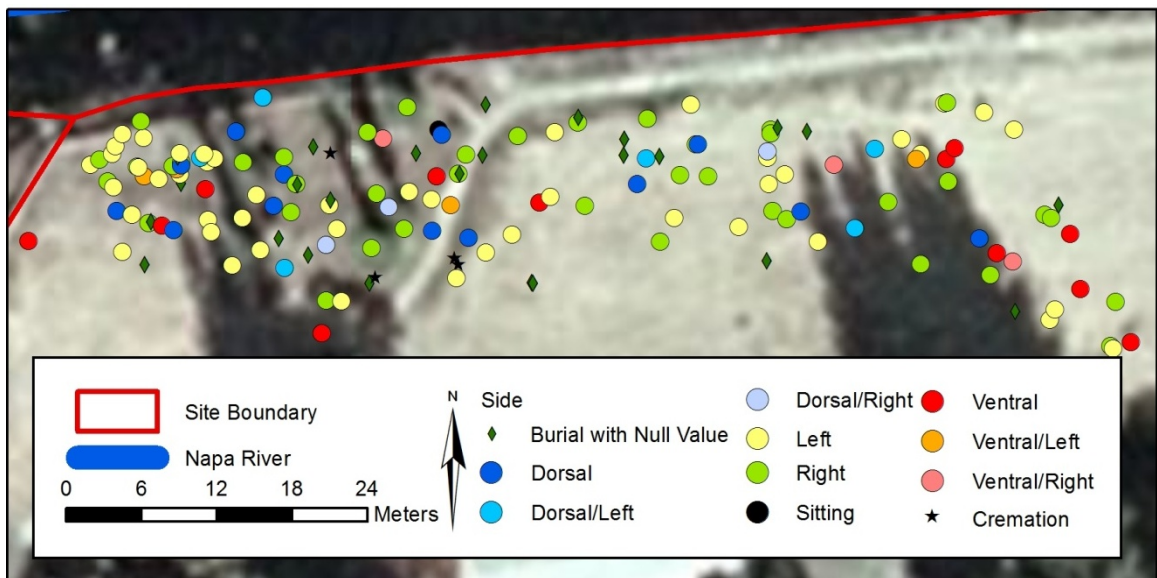 Site Boundary
Napa River
0 6 12 18 24
Meters
N
Side
Burial with Null Value
Dorsal
Dorsal/Left
Dorsal/Right
Left
Right
Sitting
Ventral
Ventral/Left
Ventral/Right
Cremation